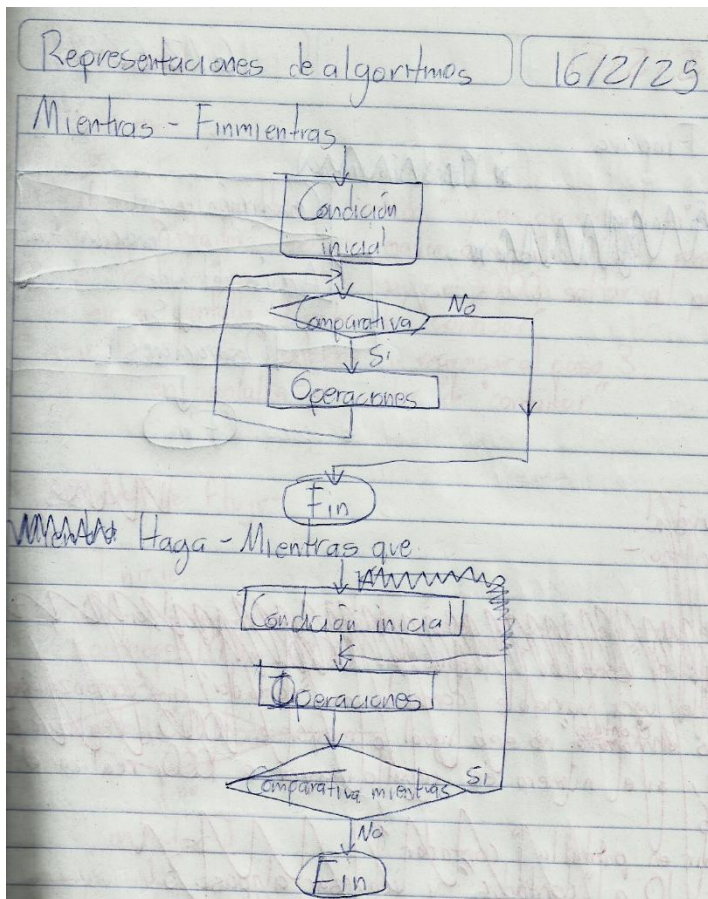 Representaciones de algoritmos 16/2/25
Mientras - Finmientras
Condición
inicial
Comparativa No
Si
Operaciones
Fin
Haga - Mientras que
Condición inicial
Operaciones
Comparativa mientras Si
No
Fin